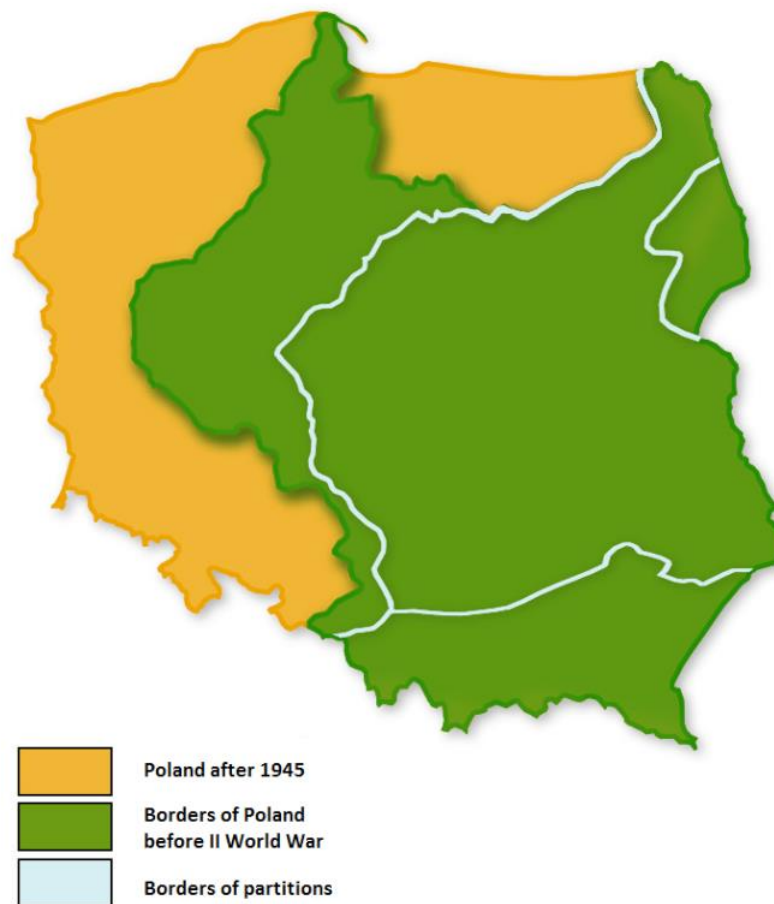 Poland after 1945
Borders of Poland
before II World War
Borders of partitions